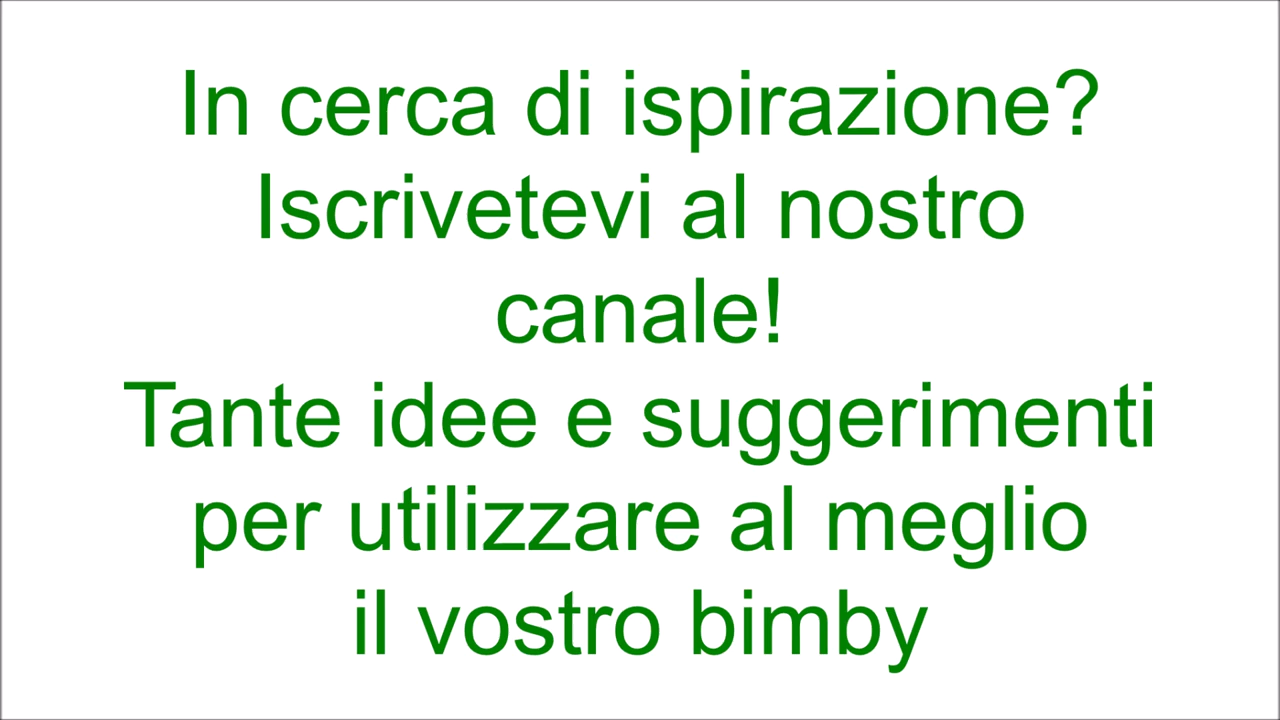 In cerca di ispirazione?
Iscrivetevi al nostro
canale!
Tante idee e suggerimenti
per utilizzare al meglio
il vostro bimby